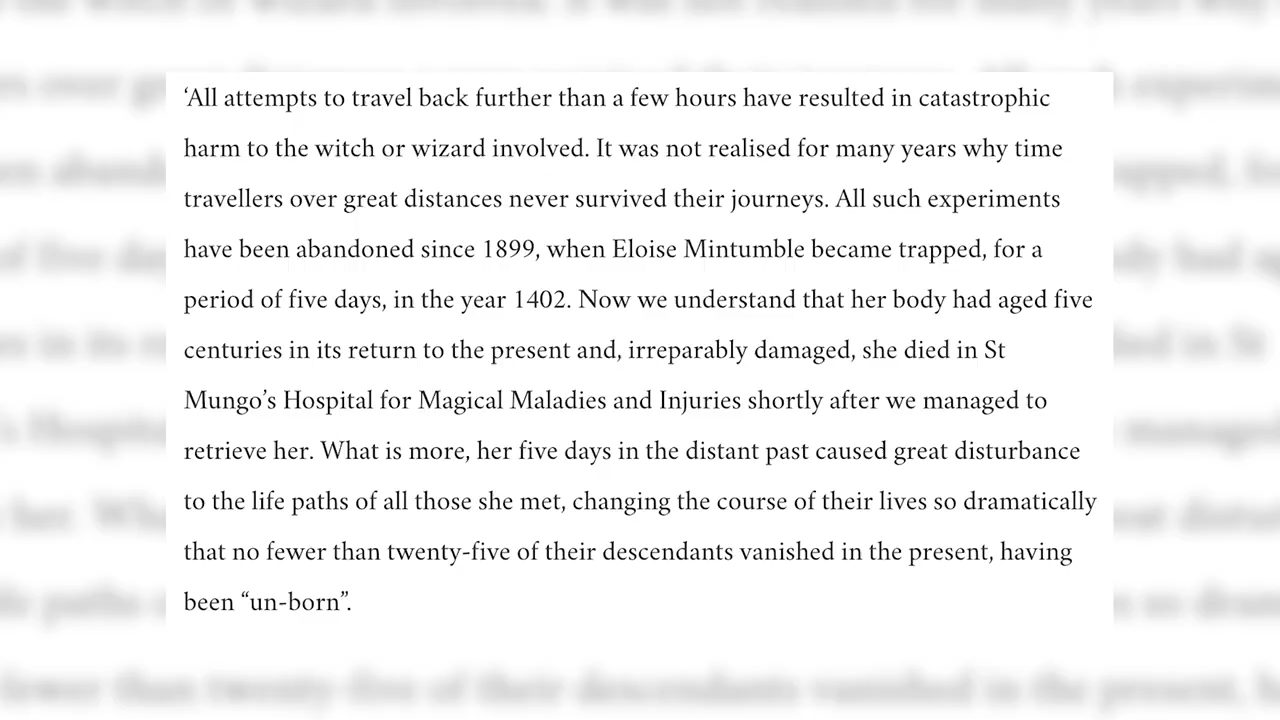 ‘All attempts to travel back further than a few hours have resulted in catastrophic
harm to the witch or wizard involved. It was not realised for many years why time
travellers over great distances never survived their journeys. All such experiments
have been abandoned since 1899, when Eloise Mintumble became trapped, for a
period of five days, in the year 1402. Now we understand that her body had aged five
centuries in its return to the present and, irreparably damaged, she died in St
Mungo’s Hospital for Magical Maladies and Injuries shortly after we managed to
retrieve her. What is more, her five days in the distant past caused great disturbance
to the life paths of all those she met, changing the course of their lives so dramatically
that no fewer than twenty-five of their descendants vanished in the present, having
been “un-born”.